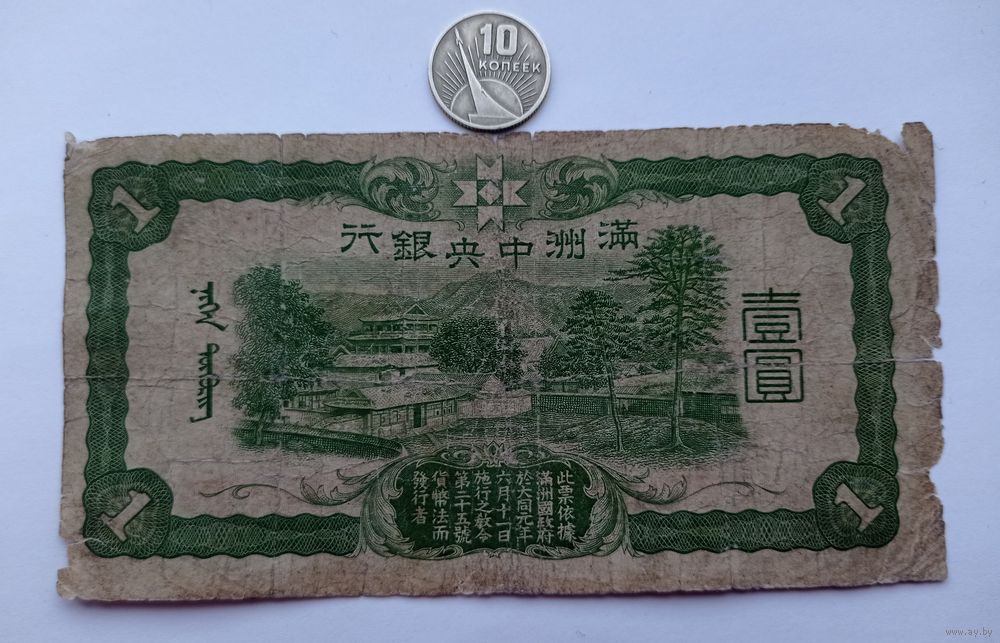 10
КОПЕЕК
1
1
滿洲中央銀行
壹圓
此票依據
滿洲國政府
於大同元年
六月十一日
施行之敎令
第二十五號
貨幣法而
發行者
1
1
www.ay.by